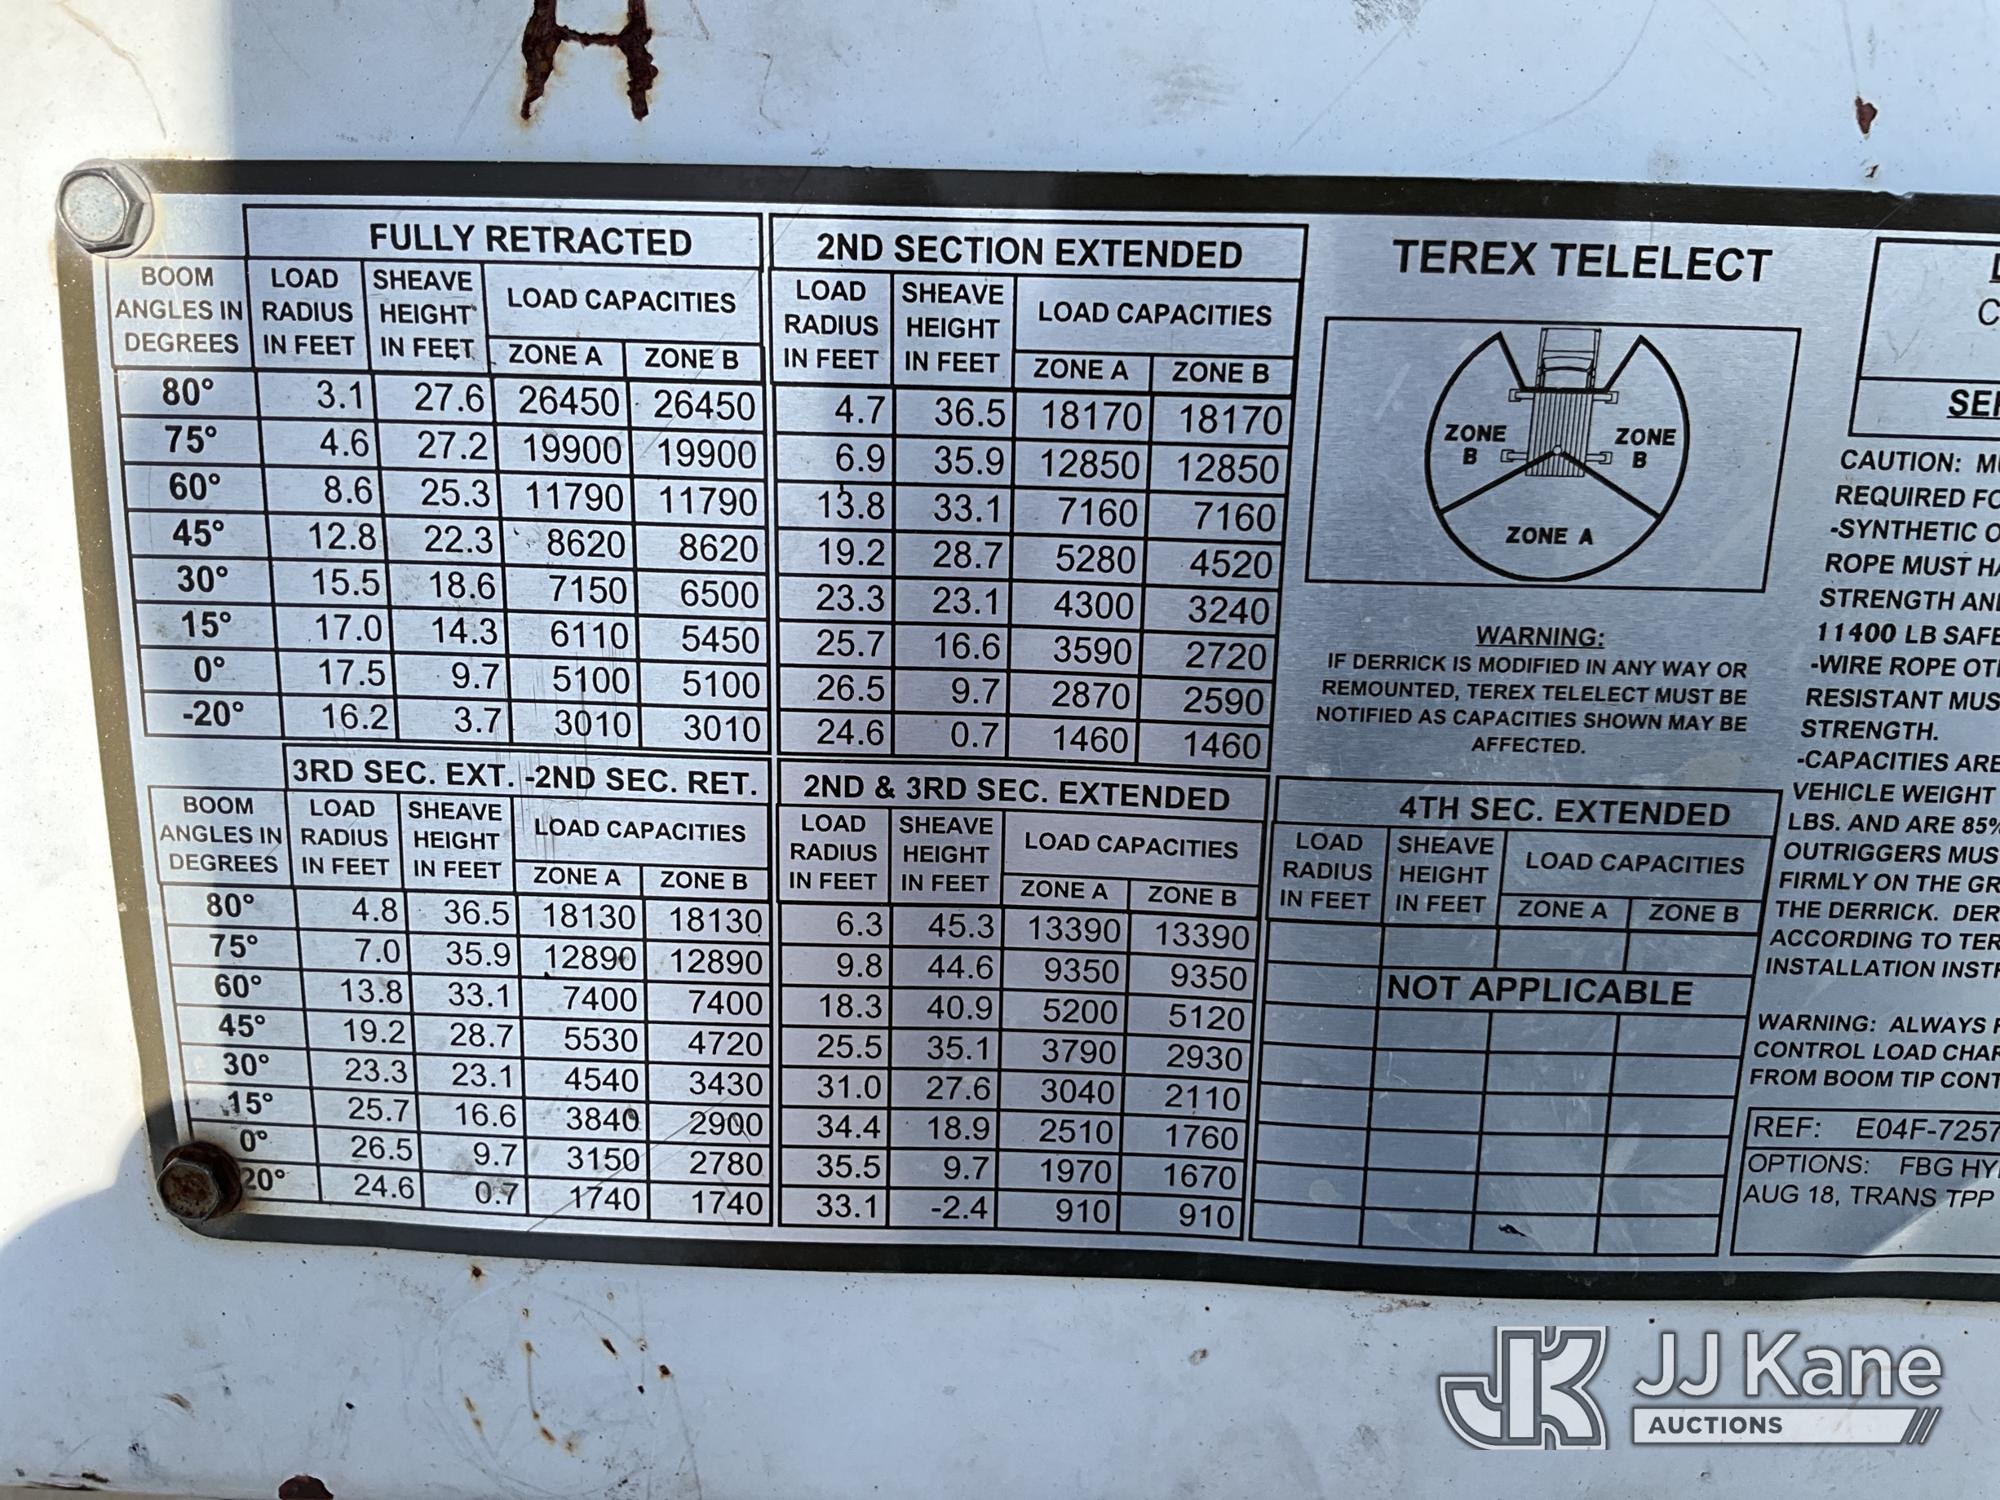 H
FULLY RETRACTED
BOOM ANGLES IN DEGREES LOAD RADIUS IN FEET SHEAVE HEIGHT IN FEET LOAD CAPACITIES
ZONE A ZONE B
80° 3.1 27.6 26450 26450
75° 4.6 27.2 19900 19900
60° 8.6 25.3 11790 11790
45° 12.8 22.3 8620 8620
30° 15.5 18.6 7150 6500
15° 17.0 14.3 6110 5450
0° 17.5 9.7 5100 5100
-20° 16.2 3.7 3010 3010
2ND SECTION EXTENDED
LOAD RADIUS IN FEET SHEAVE HEIGHT IN FEET LOAD CAPACITIES
ZONE A ZONE B
4.7 36.5 18170 18170
6.9 35.9 12850 12850
13.8 33.1 7160 7160
19.2 28.7 5280 4520
23.3 23.1 4300 3240
25.7 16.6 3590 2720
26.5 9.7 2870 2590
24.6 0.7 1460 1460
3RD SEC. EXT. -2ND SEC. RET.
BOOM ANGLES IN DEGREES LOAD RADIUS IN FEET SHEAVE HEIGHT IN FEET LOAD CAPACITIES
ZONE A ZONE B
80° 4.8 36.5 18130 18130
75° 7.0 35.9 12890 12890
60° 13.8 33.1 7400 7400
45° 19.2 28.7 5530 4720
30° 23.3 23.1 4540 3430
15° 25.7 16.6 3840 2900
0° 26.5 9.7 3150 2780
20° 24.6 0.7 1740 1740
2ND & 3RD SEC. EXTENDED
LOAD RADIUS IN FEET SHEAVE HEIGHT IN FEET LOAD CAPACITIES
ZONE A ZONE B
6.3 45.3 13390 13390
9.8 44.6 9350 9350
18.3 40.9 5200 5120
25.5 35.1 3790 2930
31.0 27.6 3040 2110
34.4 18.9 2510 1760
35.5 9.7 1970 1670
33.1 -2.4 910 910
TEREX TELELECT
ZONE B
ZONE B
ZONE A
WARNING:
IF DERRICK IS MODIFIED IN ANY WAY OR
REMOUNTED, TEREX TELELECT MUST BE
NOTIFIED AS CAPACITIES SHOWN MAY BE
AFFECTED.
4TH SEC. EXTENDED
LOAD RADIUS IN FEET SHEAVE HEIGHT IN FEET LOAD CAPACITIES
ZONE A ZONE B
NOT APPLICABLE
CAUTION:
REQUIRED
-SYNTHETIC
ROPE MUST
STRENGTH
11400 LB
-WIRE ROPE
RESISTANT
STRENGTH.
-CAPACITIES ARE
VEHICLE WEIGHT
LBS. AND ARE 85%
OUTRIGGERS
FIRMLY ON THE
THE DERRICK.
ACCORDING TO
INSTALLATION
WARNING: ALWAYS
CONTROL LOAD
FROM BOOM TIP
REF: E04F-7257
OPTIONS: FBG
AUG 18, TRANS TPP
JK JJ Kane
AUCTIONS